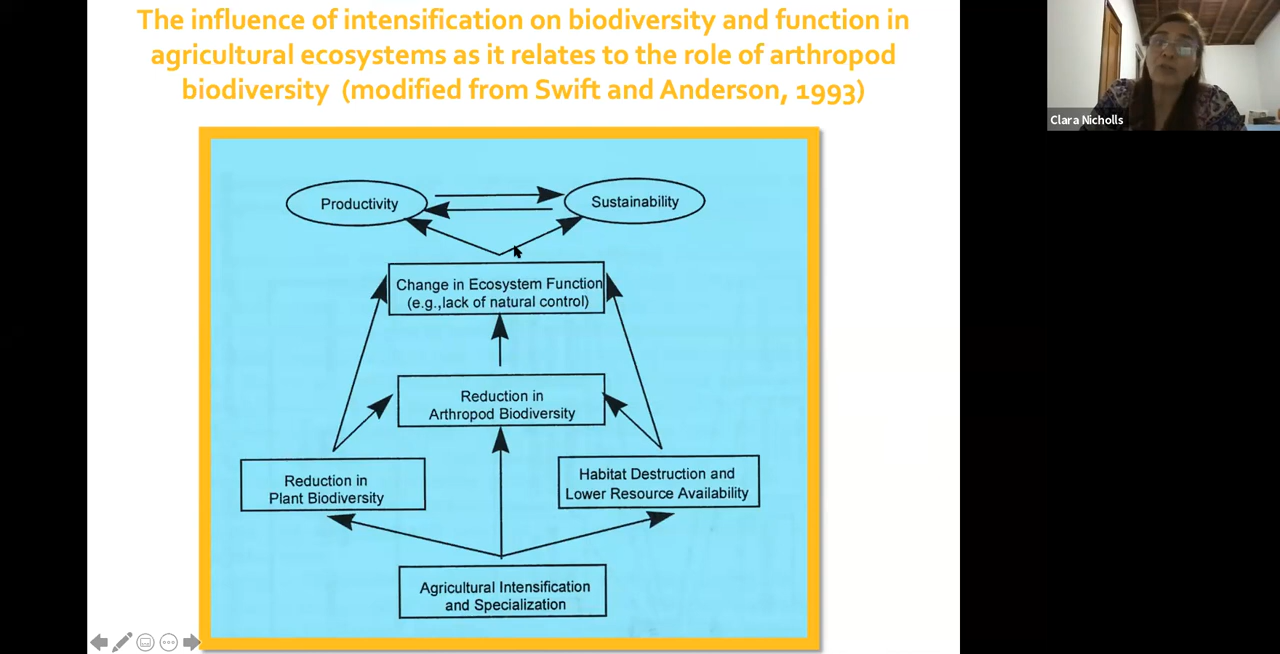 The influence of intensification on biodiversity and function in
agricultural ecosystems as it relates to the role of arthropod
biodiversity (modified from Swift and Anderson, 1993)
Clara Nicholls
Productivity
Sustainability
Change in Ecosystem Function
(e.g.,lack of natural control)
Reduction in
Arthropod Biodiversity
Reduction in
Plant Biodiversity
Habitat Destruction and
Lower Resource Availability
Agricultural Intensification
and Specialization